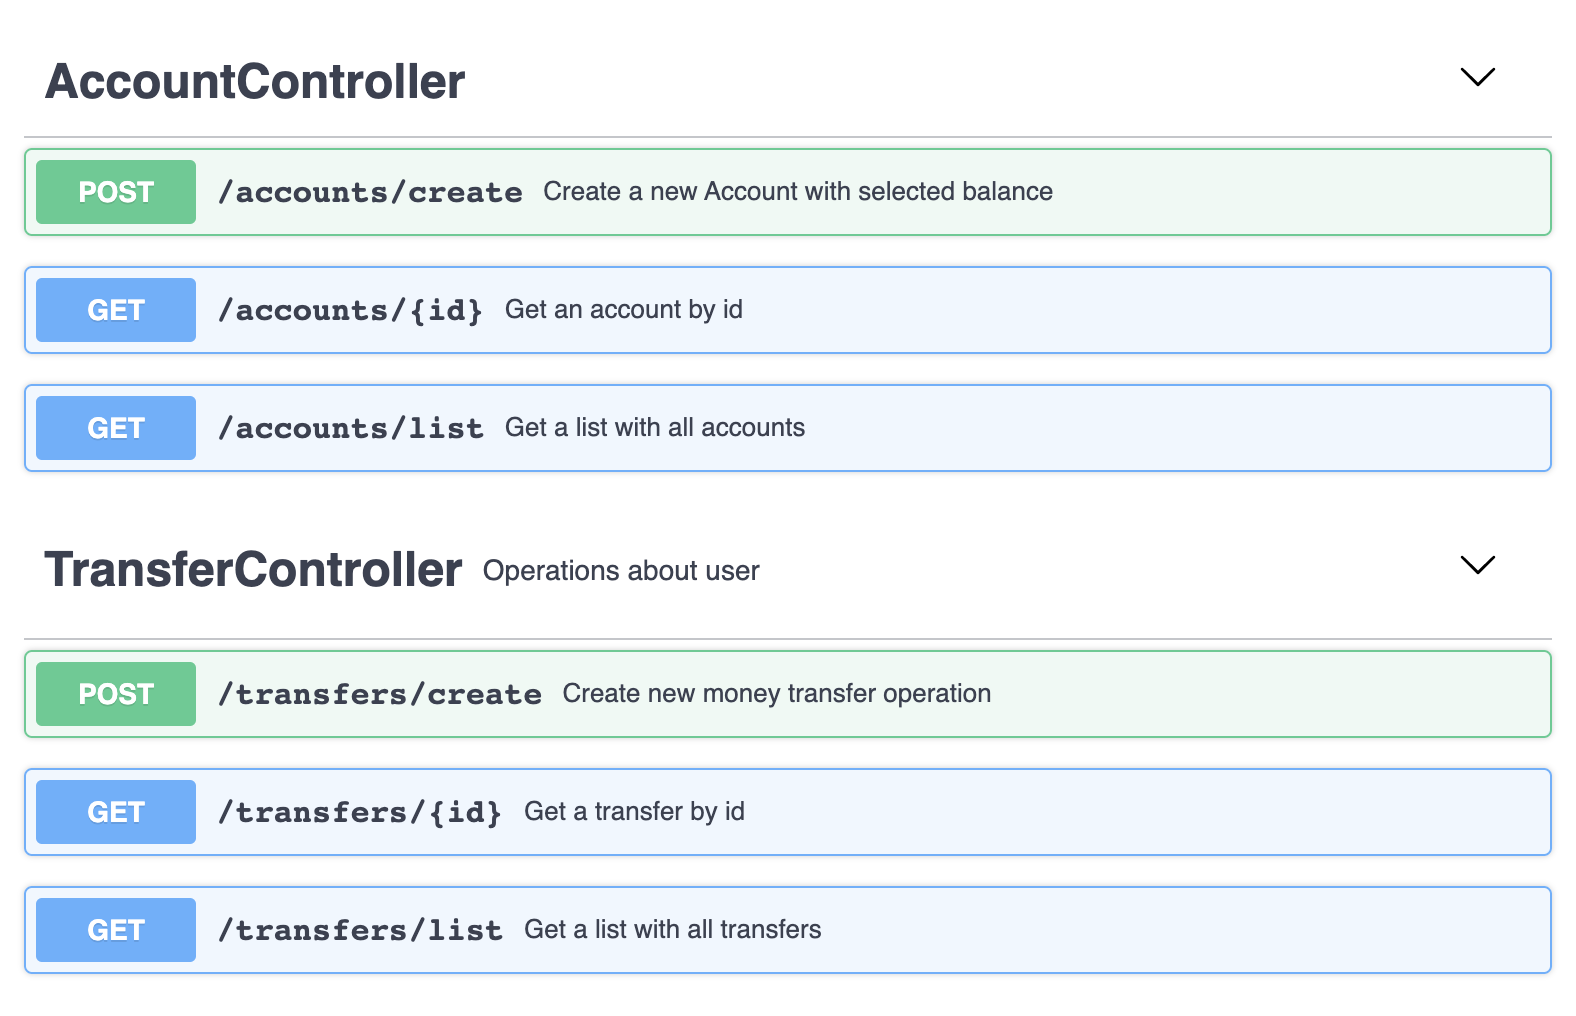 AccountController
POST /accounts/create Create a new Account with selected balance
GET /accounts/{id} Get an account by id
GET /accounts/list Get a list with all accounts
TransferController Operations about user
POST /transfers/create Create new money transfer operation
GET /transfers/{id} Get a transfer by id
GET /transfers/list Get a list with all transfers